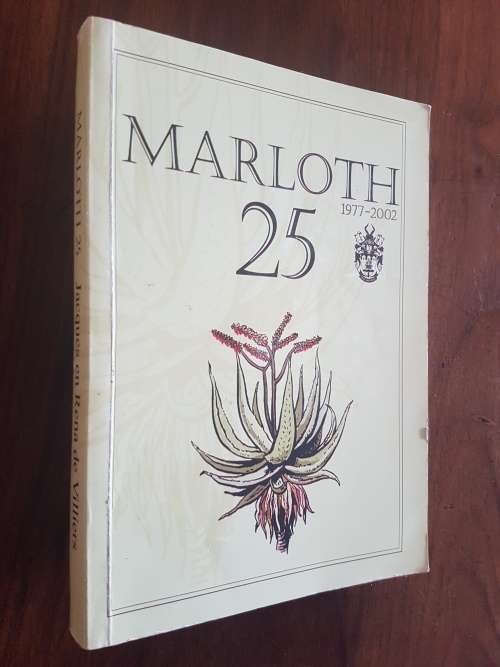 MARLOTH
1977-2002
25
MARLOTH 25 Jacques en Rena de Villiers